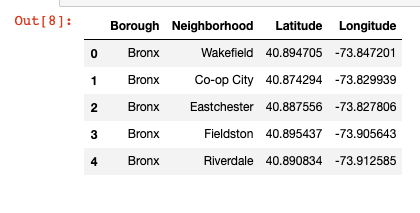 Out[8]:
Borough Neighborhood Latitude Longitude
0 Bronx Wakefield 40.894705 -73.847201
1 Bronx Co-op City 40.874294 -73.829939
2 Bronx Eastchester 40.887556 -73.827806
3 Bronx Fieldston 40.895437 -73.905643
4 Bronx Riverdale 40.890834 -73.912585